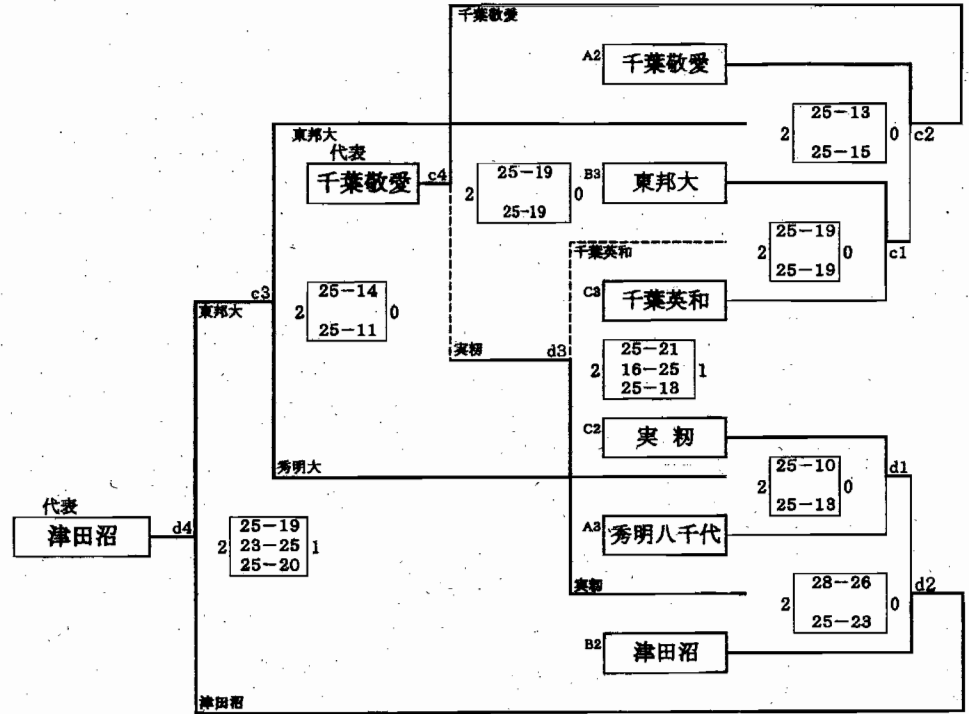 千葉敬愛
A2 千葉敬愛
東邦大
2 25-13 0 c2
25-15
代表
千葉敬愛 c4
2 25-19 0
25-19
B3 東邦大
千葉英和
2 25-19 0
25-19
c1
c3
東邦大
2 25-14 0
25-11
C3 千葉英和
実籾 d3
25-21
2 16-25 1
25-18
C2 実 籾
秀明大
2 25-10 0 d1
25-13
代表
津田沼 d4
25-19
2 23-25 1
25-20
A3 秀明八千代
実籾
2 28-26 0 d2
25-23
B2 津田沼
津田沼